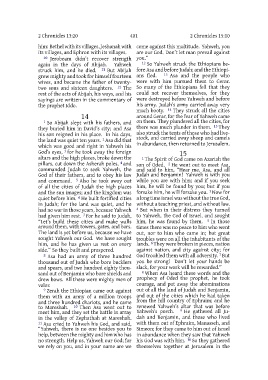 2 Chronicles 13:20 431 2 Chronicles 15:10
him: Bethel with its villages, Jeshanah with
its villages, and Ephron with its villages.
20 Jeroboam didn't recover strength
again in the days of Abijah. Yahweh
struck him, and he died. 21 But Abijah
grew mighty and took for himself fourteen
wives, and became the father of twenty-
two sons and sixteen daughters. 22 The
rest of the acts of Abijah, his ways, and his
sayings are written in the commentary of
the prophet Iddo.
14
1 So Abijah slept with his fathers, and
they buried him in David's city; and Asa
his son reigned in his place. In his days,
the land was quiet ten years. 2 Asa did that
which was good and right in Yahweh his
God's eyes, 3 for he took away the foreign
altars and the high places, broke down the
pillars, cut down the Asherah poles, 4 and
commanded Judah to seek Yahweh, the
God of their fathers, and to obey his law
and command. 5 Also he took away out
of all the cities of Judah the high places
and the sun images; and the kingdom was
quiet before him. 6 He built fortified cities
in Judah; for the land was quiet, and he
had no war in those years, because Yahweh
had given him rest. 7 For he said to Judah,
"Let's build these cities and make walls
around them, with towers, gates, and bars.
The land is yet before us, because we have
sought Yahweh our God. We have sought
him, and he has given us rest on every
side." So they built and prospered.
8 Asa had an army of three hundred
thousand out of Judah who bore bucklers
and spears, and two hundred eighty thou-
sand out of Benjamin who bore shields and
drew bows. All these were mighty men of
valor.
9 Zerah the Ethiopian came out against
them with an army of a million troops
and three hundred chariots, and he came
to Mareshah. 10 Then Asa went out to
meet him, and they set the battle in array
in the valley of Zephathah at Mareshah.
11 Asa cried to Yahweh his God, and said,
"Yahweh, there is no one besides you to
help, between the mighty and him who has
no strength. Help us, Yahweh our God; for
we rely on you, and in your name are we
come against this multitude. Yahweh, you
are our God. Don't let man prevail against
you."
12 So Yahweh struck the Ethiopians be-
fore Asa and before Judah; and the Ethiopi-
ans fled. 13 Asa and the people who
were with him pursued them to Gerar.
So many of the Ethiopians fell that they
could not recover themselves, for they
were destroyed before Yahweh and before
his army. Judah's army carried away very
much booty. 14 They struck all the cities
around Gerar, for the fear of Yahweh came
on them. They plundered all the cities, for
there was much plunder in them. 15 They
also struck the tents of those who had live-
stock, and carried away sheep and camels
in abundance, then returned to Jerusalem.
15
1 The Spirit of God came on Azariah the
son of Oded. 2 He went out to meet Asa,
and said to him, "Hear me, Asa, and all
Judah and Benjamin! Yahweh is with you
while you are with him; and if you seek
him, he will be found by you; but if you
forsake him, he will forsake you. 3 Now for
a long time Israel was without the true God,
without a teaching priest, and without law.
4 But when in their distress they turned
to Yahweh, the God of Israel, and sought
him, he was found by them. 5 In those
times there was no peace to him who went
out, nor to him who came in; but great
troubles were on all the inhabitants of the
lands. 6 They were broken in pieces, nation
against nation, and city against city; for
God troubled them with all adversity. 7 But
you be strong! Don't let your hands be
slack, for your work will be rewarded."
8 When Asa heard these words and the
prophecy of Oded the prophet, he took
courage, and put away the abominations
out of all the land of Judah and Benjamin,
and out of the cities which he had taken
from the hill country of Ephraim; and he
renewed Yahweh's altar that was before
Yahweh's porch. 9 He gathered all Ju-
dah and Benjamin, and those who lived
with them out of Ephraim, Manasseh, and
Simeon; for they came to him out of Israel
in abundance when they saw that Yahweh
his God was with him. 10 So they gathered
themselves together at Jerusalem in the